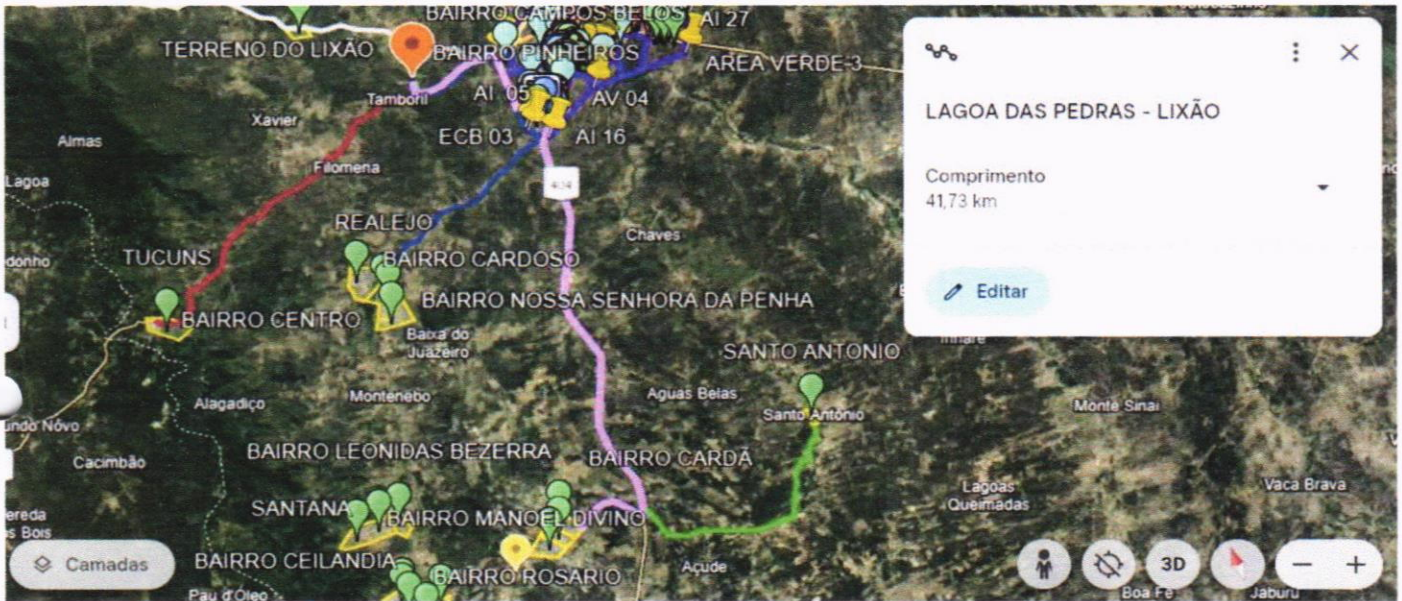 BAIRRO CAMPOS BELOS
AI 27
TERRENO DO LIXÃO
BAIRRO PINHEIROS
AREA VERDE-3
Tamboril
AI 05
AV 04
Xavier
ECB 03
AI 16
Almas
Filomena
Lagoa
404
REALEJO
Chaves
TUCUNS
BAIRRO CARDOSO
BAIRRO NOSSA SENHORA DA PENHA
BAIRRO CENTRO
Baixa do
Juazeiro
SANTO ANTONIO
Alagadiço
Montenebo
Aguas Belas
Santo Antônio
Monte Sinai
BAIRRO LEONIDAS BEZERRA
BAIRRO CARDÃ
Cacimbão
Lagoas
Queimadas
Vaca Brava
SANTANA
BAIRRO MANOEL DIVINO
BAIRRO CEILANDIA
BAIRRO ROSARIO
Açude
Pau d'Óleo
Boa Fé
Jaburu
LAGOA DAS PEDRAS - LIXÃO
Comprimento
41,73 km
Editar
Camadas
3D